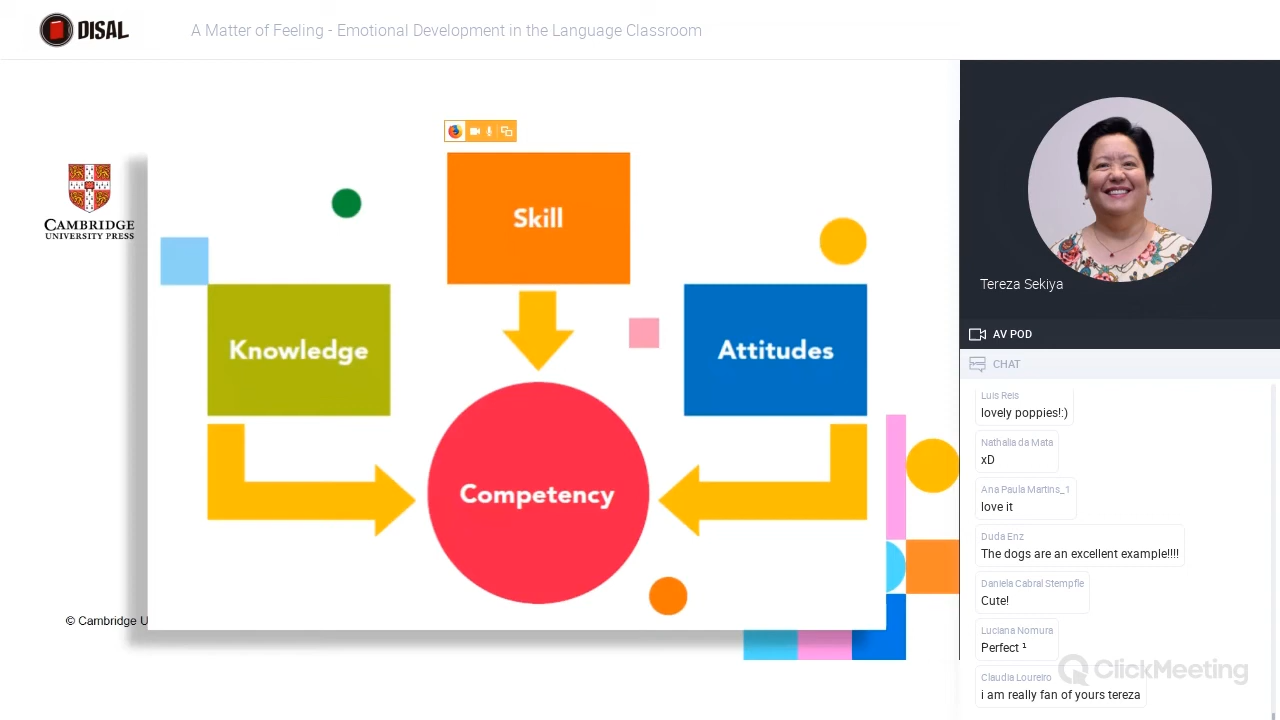 DISAL
A Matter of Feeling - Emotional Development in the Language Classroom
CAMBRIDGE
UNIVERSITY PRESS
Skill
Knowledge
Attitudes
Competency
© Cambridge U
Tereza Sekiya
AV POD
CHAT
Luis Reis
lovely poppies!:)
Nathalia da Mata
xD
Ana Paula Martins_1
love it
Duda Enz
The dogs are an excellent example!!!!
Daniela Cabral Stempfle
Cute!
Luciana Nomura
Perfect ¹
Claudia Loureiro
i am really fan of yours tereza
ClickMeeting